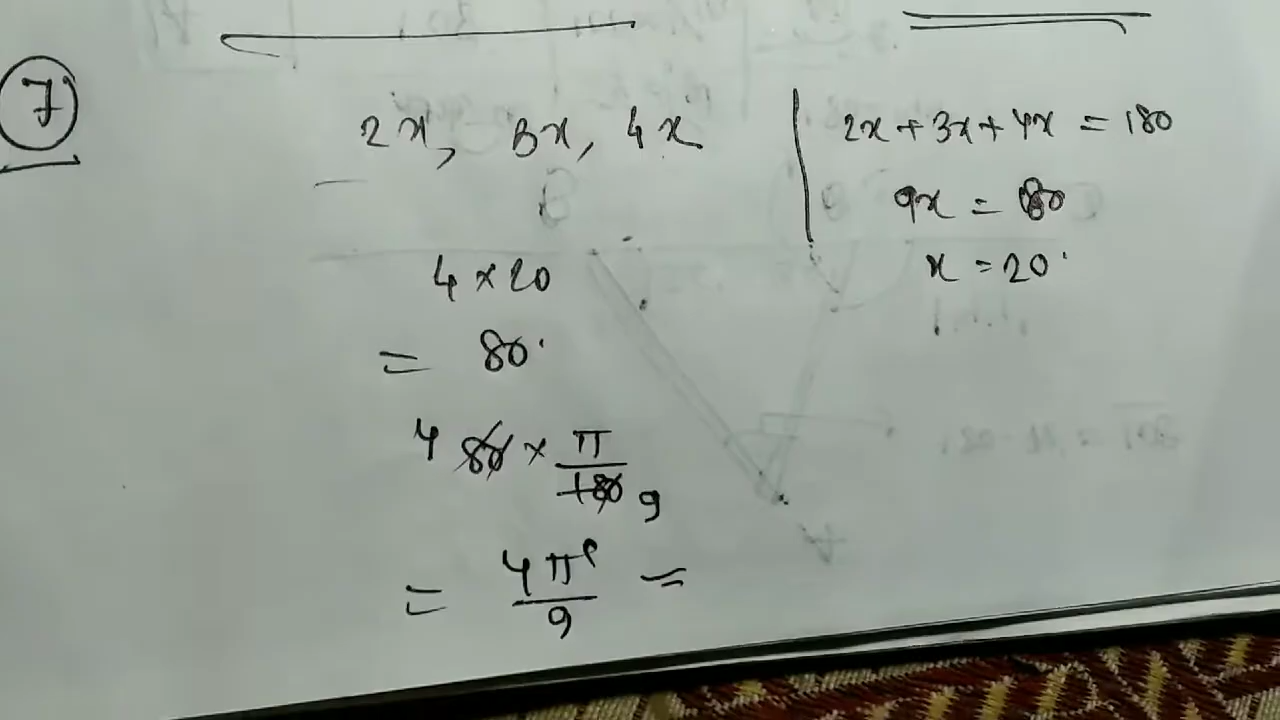 7
2x, 3x, 4x
2x + 3x + 4x = 180
9x = 180
x = 20°
4 × 20
= 80°
4 80 × π/180 9
= 4πᶜ/9 =